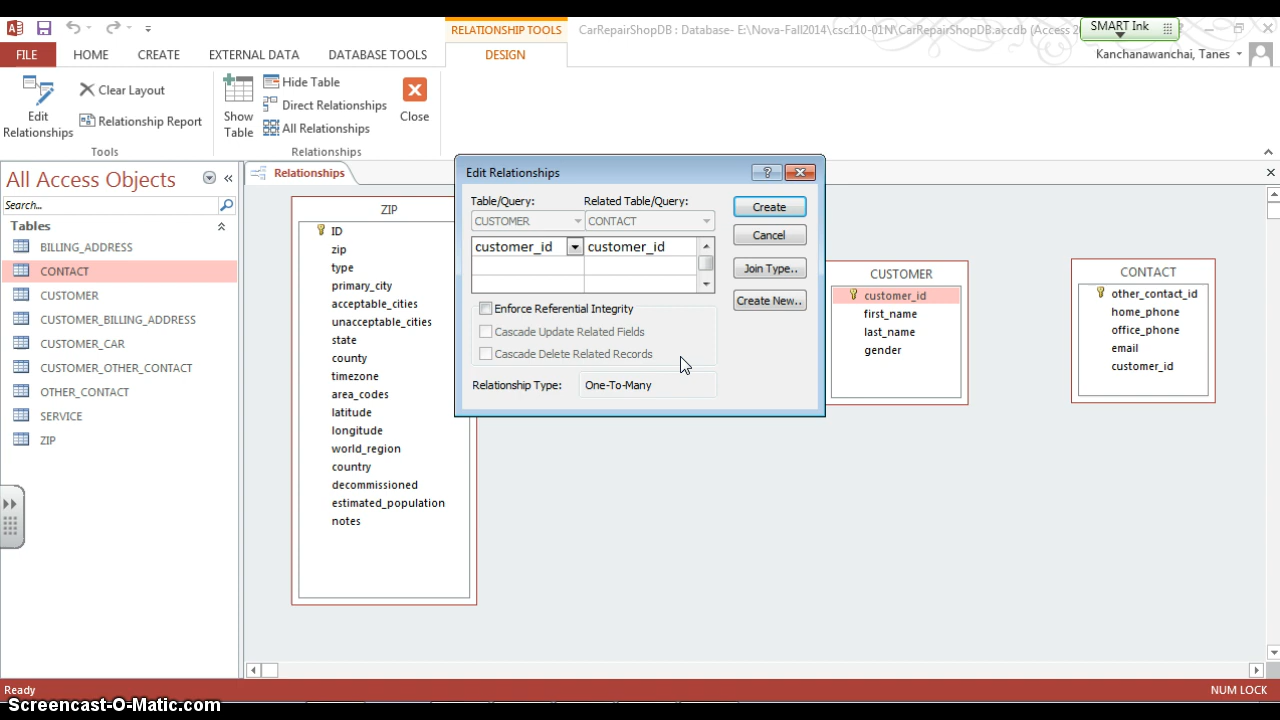 RELATIONSHIP TOOLS
CarRepairShopDB : Database- E:\Nova-Fall2014\csc110-01N\CarRepairShopDB.accdb (Access 2
SMART Ink
FILE
HOME
CREATE
EXTERNAL DATA
DATABASE TOOLS
DESIGN
Kanchanawanchai, Tanes
Edit
Relationships
Clear Layout
Relationship Report
Tools
Show
Table
Hide Table
Direct Relationships
All Relationships
Relationships
Close
All Access Objects
Search...
Tables
BILLING_ADDRESS
CONTACT
CUSTOMER
CUSTOMER_BILLING_ADDRESS
CUSTOMER_CAR
CUSTOMER_OTHER_CONTACT
OTHER_CONTACT
SERVICE
ZIP
Relationships
ZIP
ID
zip
type
primary_city
acceptable_cities
unacceptable_cities
state
county
timezone
area_codes
latitude
longitude
world_region
country
decommissioned
estimated_population
notes
Edit Relationships
?
Table/Query:
Related Table/Query:
CUSTOMER
CONTACT
customer_id
customer_id
Enforce Referential Integrity
Cascade Update Related Fields
Cascade Delete Related Records
Relationship Type:
One-To-Many
Create
Cancel
Join Type..
Create New..
CUSTOMER
customer_id
first_name
last_name
gender
CONTACT
other_contact_id
home_phone
office_phone
email
customer_id
Ready
NUM LOCK
Screencast-O-Matic.com